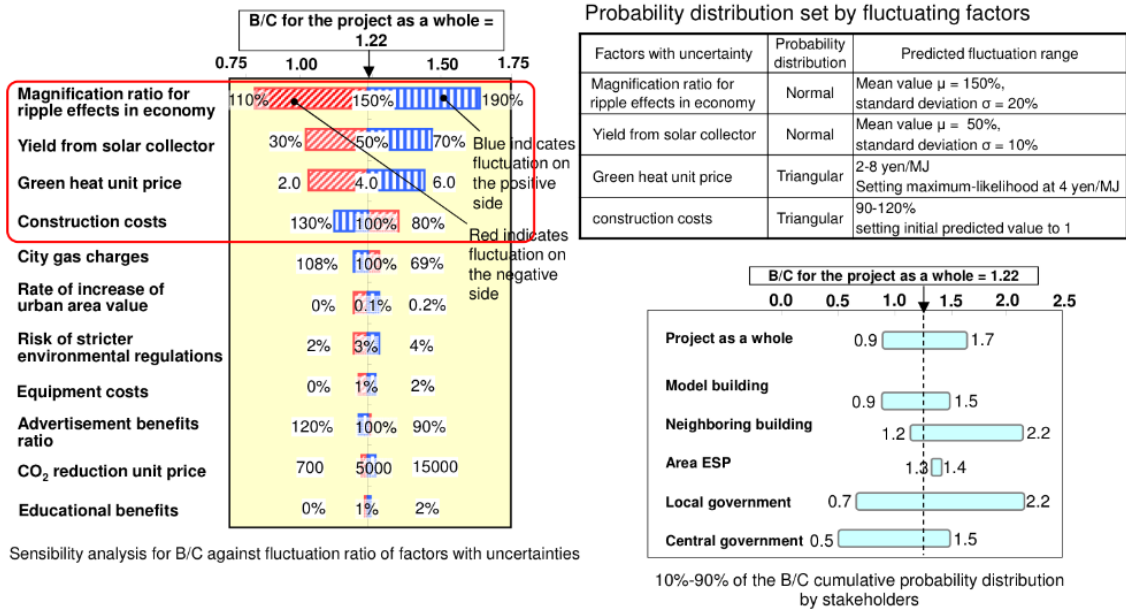 B/C for the project as a whole =
1.22
0.75 1.00 1.50 1.75
Magnification ratio for
ripple effects in economy
110% 150% 190%
Yield from solar collector
30% 50% 70%
Green heat unit price
2.0 4.0 6.0
Construction costs
130% 100% 80%
City gas charges
108% 100% 69%
Rate of increase of
urban area value
0% 0.1% 0.2%
Risk of stricter
environmental regulations
2% 3% 4%
Equipment costs
0% 1% 2%
Advertisement benefits
ratio
120% 100% 90%
CO₂ reduction unit price
700 5000 15000
Educational benefits
0% 1% 2%
Blue indicates
fluctuation on
the positive
side
Red indicates
fluctuation on
the negative
side
Sensibility analysis for B/C against fluctuation ratio of factors with uncertainties
Probability distribution set by fluctuating factors
Factors with uncertainty
Probability
distribution
Predicted fluctuation range
Magnification ratio for
ripple effects in economy
Normal
Mean value μ = 150%,
standard deviation σ = 20%
Yield from solar collector
Normal
Mean value μ = 50%,
standard deviation σ = 10%
Green heat unit price
Triangular
2-8 yen/MJ
Setting maximum-likelihood at 4 yen/MJ
construction costs
Triangular
90-120%
setting initial predicted value to 1
B/C for the project as a whole = 1.22
0.0 0.5 1.0 1.5 2.0 2.5
Project as a whole
0.9 1.7
Model building
0.9 1.5
Neighboring building
1.2 2.2
Area ESP
1.3 1.4
Local government
0.7 2.2
Central government
0.5 1.5
10%-90% of the B/C cumulative probability distribution
by stakeholders